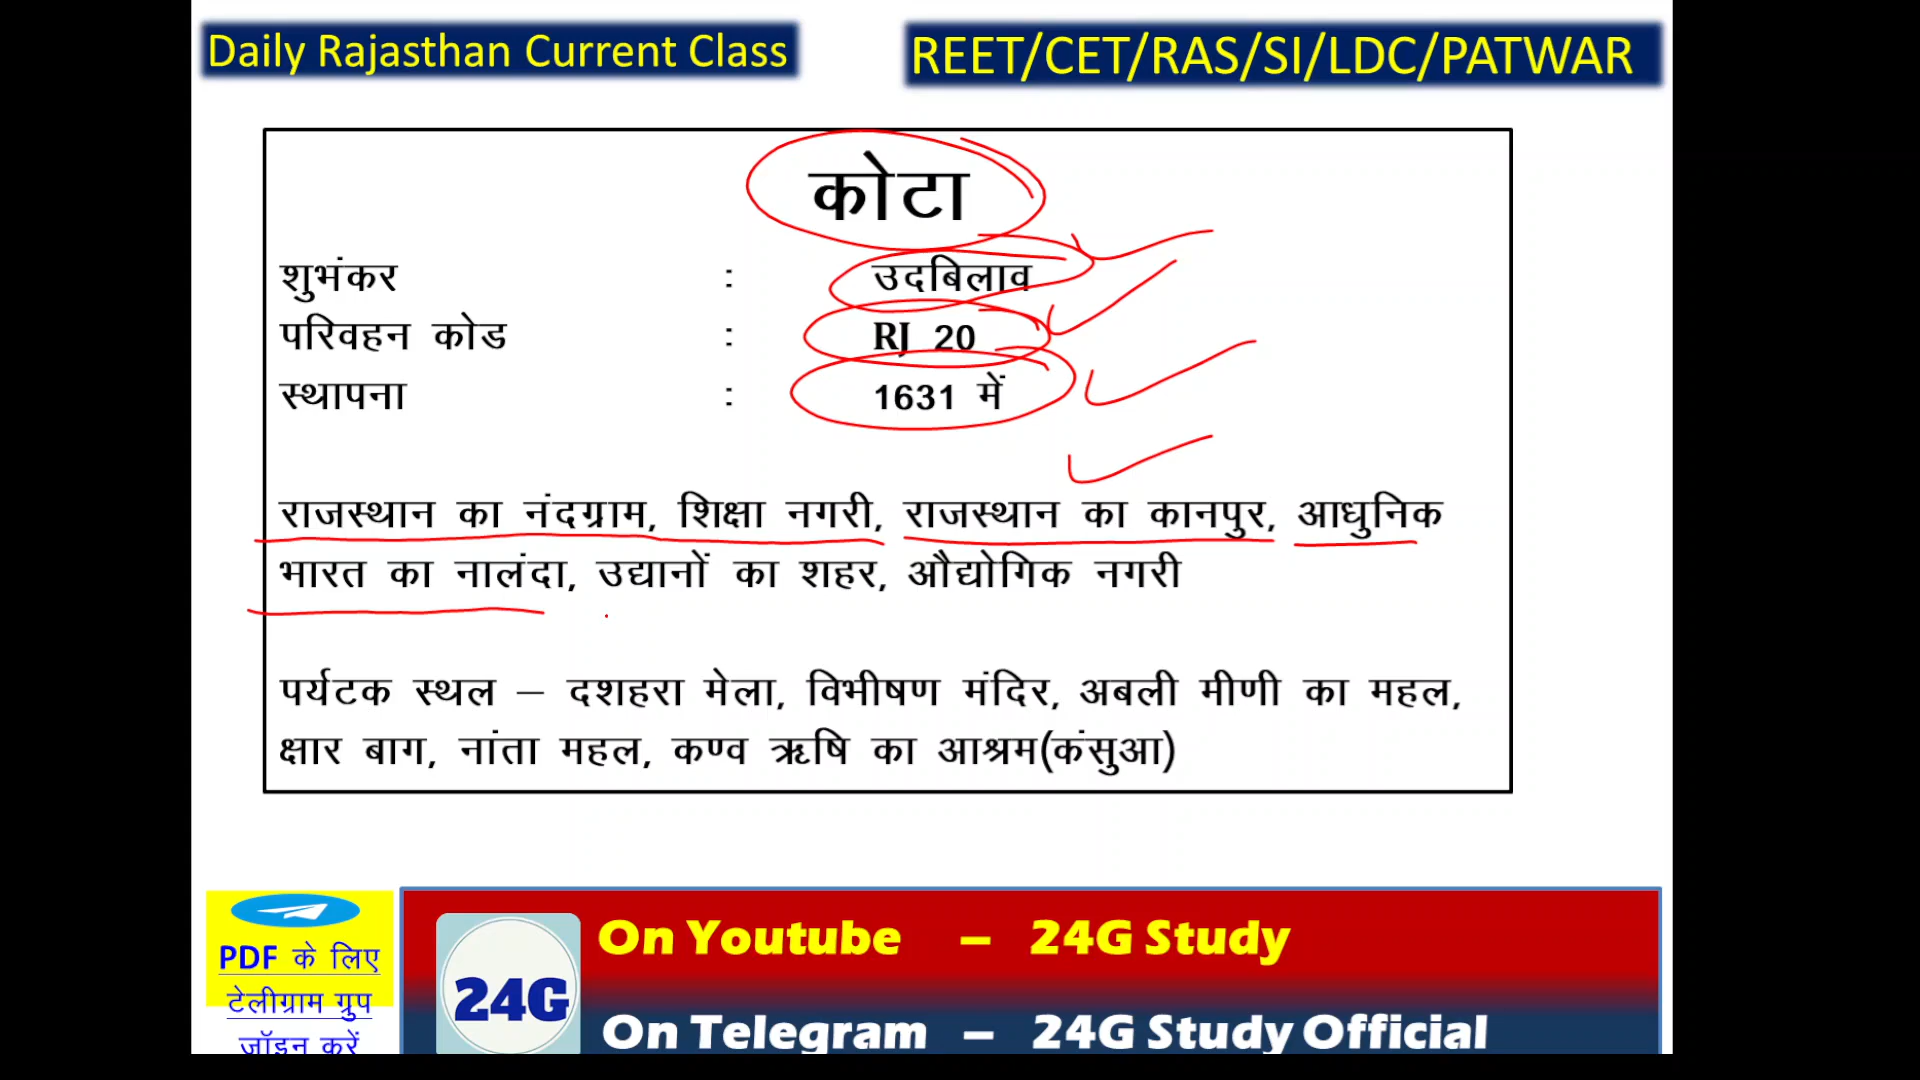 Daily Rajasthan Current Class
REET/CET/RAS/SI/LDC/PATWAR
कोटा
शुभंकर : उदबिलाव
परिवहन कोड : RJ 20
स्थापना : 1631 में
राजस्थान का नंदग्राम, शिक्षा नगरी, राजस्थान का कानपुर, आधुनिक
भारत का नालंदा, उद्यानों का शहर, औद्योगिक नगरी
पर्यटक स्थल – दशहरा मेला, विभीषण मंदिर, अबली मीणी का महल,
क्षार बाग, नांता महल, कण्व ऋषि का आश्रम(कंसुआ)
PDF के लिए
टेलीग्राम ग्रुप
जॉइन करें
24G
On Youtube – 24G Study
On Telegram – 24G Study Official